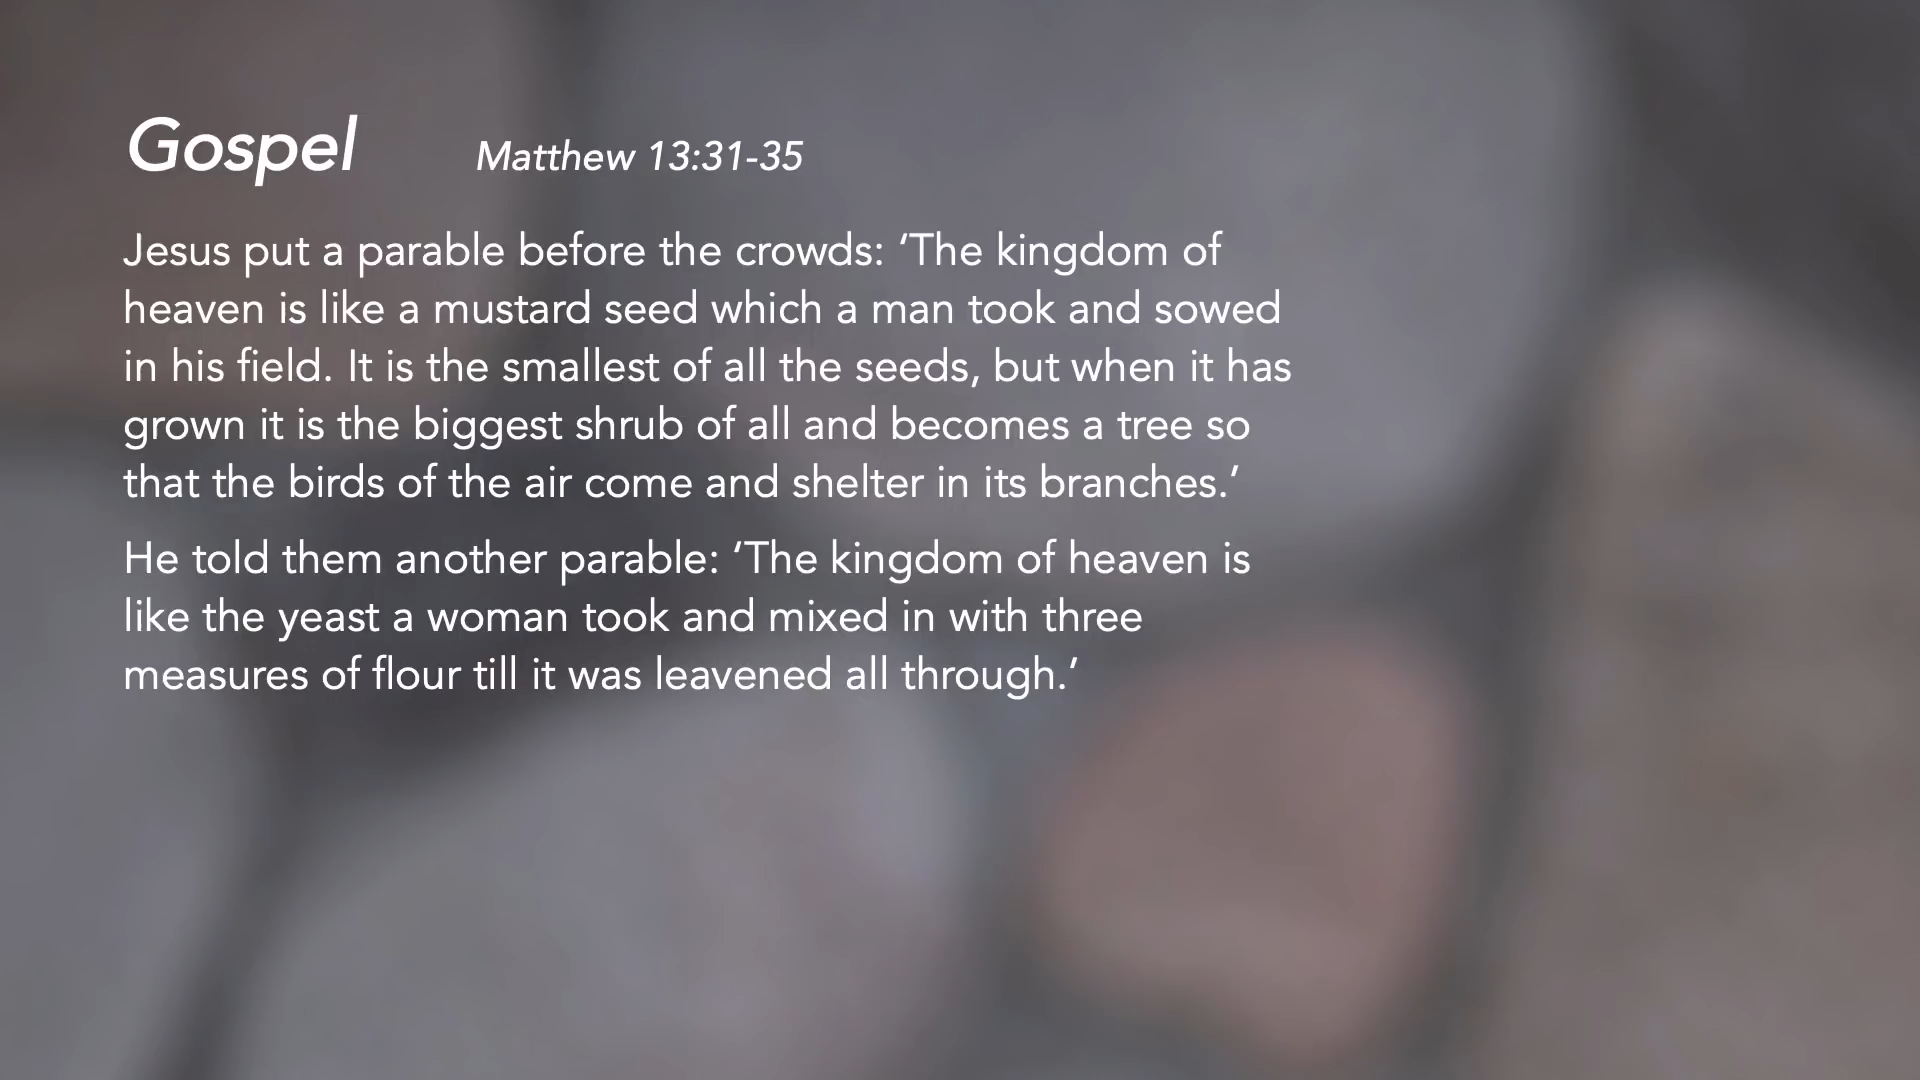 Gospel Matthew 13:31-35
Jesus put a parable before the crowds: ‘The kingdom of
heaven is like a mustard seed which a man took and sowed
in his field. It is the smallest of all the seeds, but when it has
grown it is the biggest shrub of all and becomes a tree so
that the birds of the air come and shelter in its branches.’
He told them another parable: ‘The kingdom of heaven is
like the yeast a woman took and mixed in with three
measures of flour till it was leavened all through.’